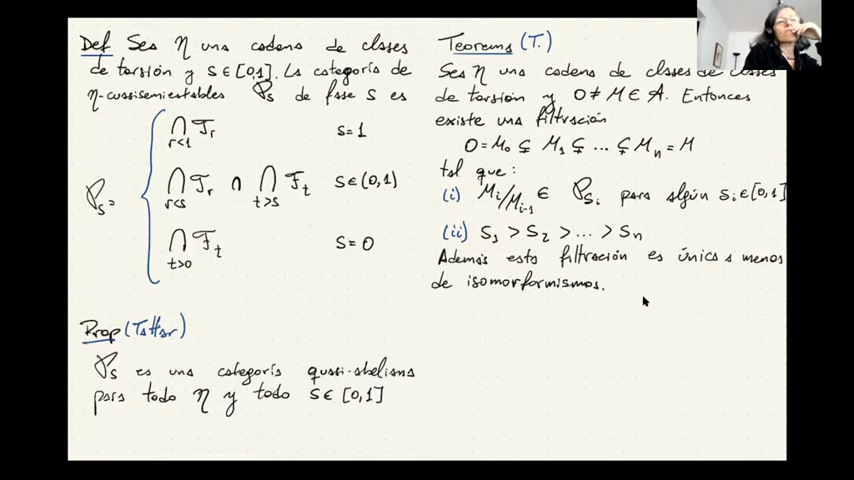 Def Sea η una cadena de clases
de torsión y s∈[0,1]. La categoría de
η-cuasisemiestables 𝒫s de fase s es
𝒫s = { ⋂r<1 𝒯r s=1
⋂r<s 𝒯r ∩ ⋂t>s ℱt s∈(0,1)
⋂t>0 ℱt s=0
Prop (Tattar)
𝒫s es una categoría quasi-abeliana
para todo η y todo s∈[0,1]
Teorema (T.)
Sea η una cadena de clases de clases
de torsión y 0≠M∈𝒜. Entonces
existe una filtración
0=M0 ⊊ M1 ⊊ ... ⊊ Mn = M
tal que:
(i) Mi/Mi-1 ∈ 𝒫si para algún si∈[0,1]
(ii) s1 > s2 > ... > sn
Además esta filtración es única a menos
de isomorformismos.